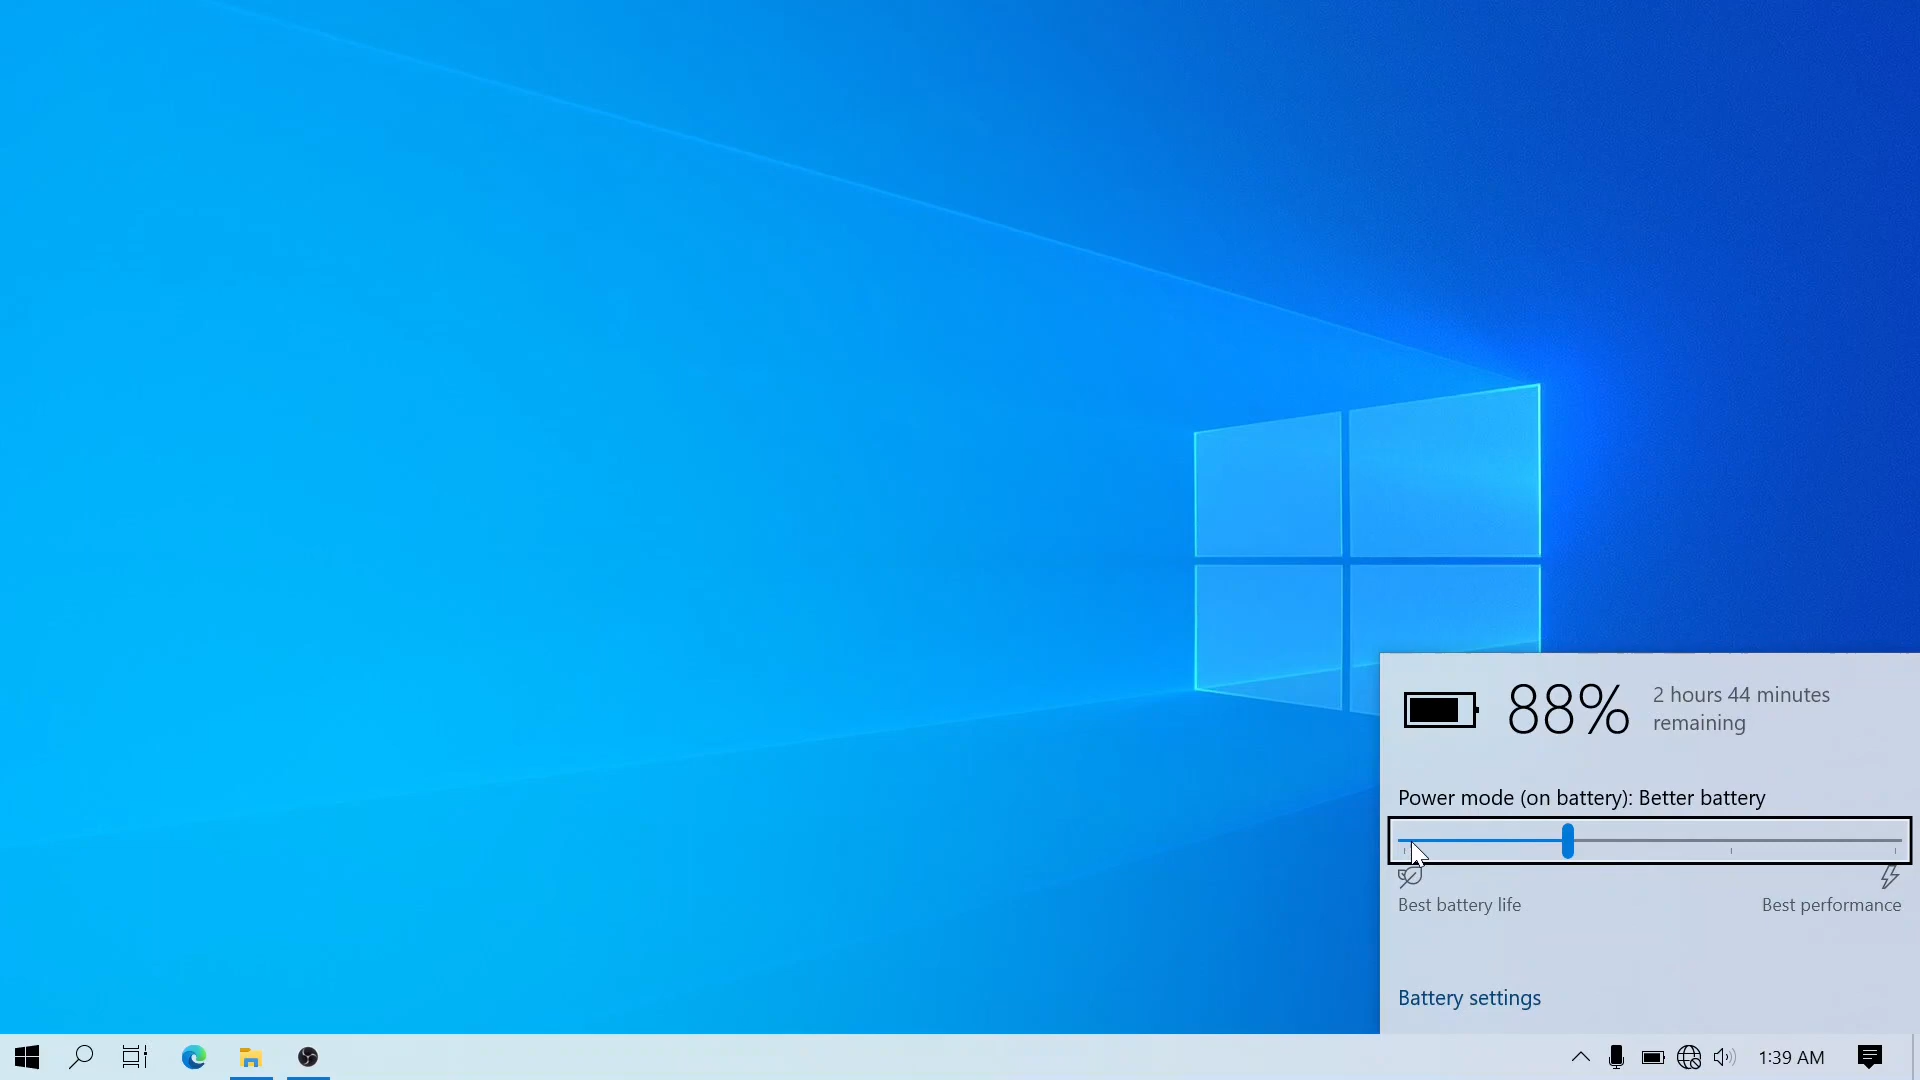 88%
2 hours 44 minutes
remaining
Power mode (on battery): Better battery
Best battery life
Best performance
Battery settings
1:39 AM